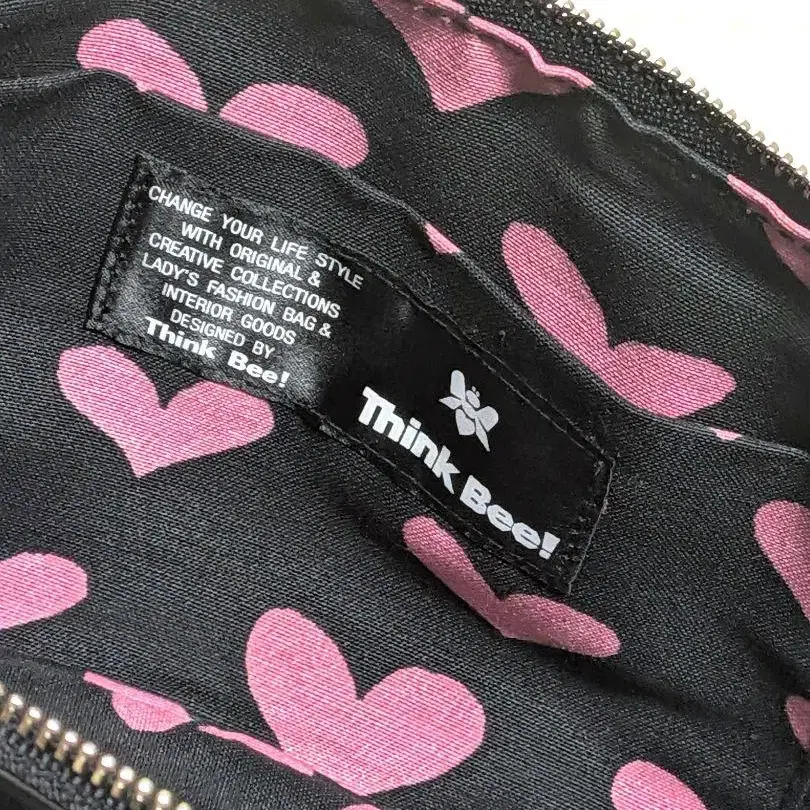 CHANGE YOUR LIFE STYLE
WITH ORIGINAL &
CREATIVE COLLECTIONS
LADY'S FASHION BAG &
INTERIOR GOODS
DESIGNED BY
Think Bee!
Think Bee!